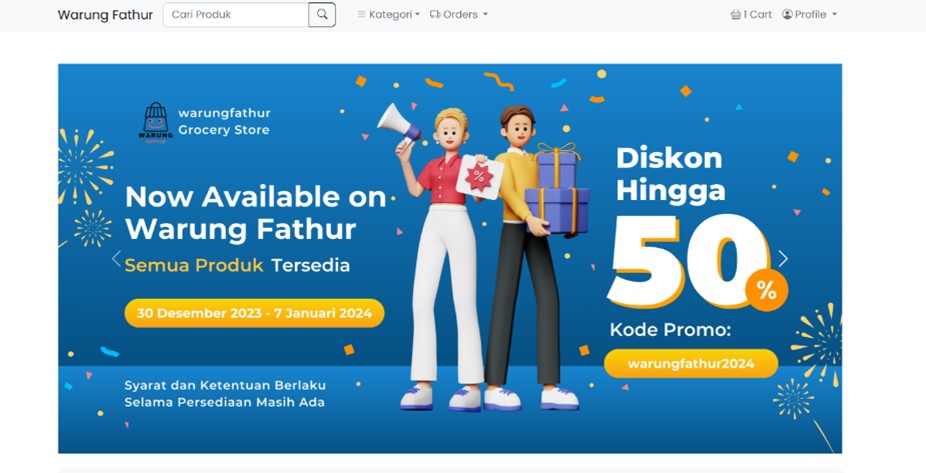 Warung Fathur
Cari Produk
Kategori
Orders
1 Cart
Profile
WARUNG
FATHUR
warungfathur
Grocery Store
Now Available on
Warung Fathur
Semua Produk Tersedia
30 Desember 2023 - 7 Januari 2024
Syarat dan Ketentuan Berlaku
Selama Persediaan Masih Ada
%
Diskon
Hingga
50
%
Kode Promo:
warungfathur2024